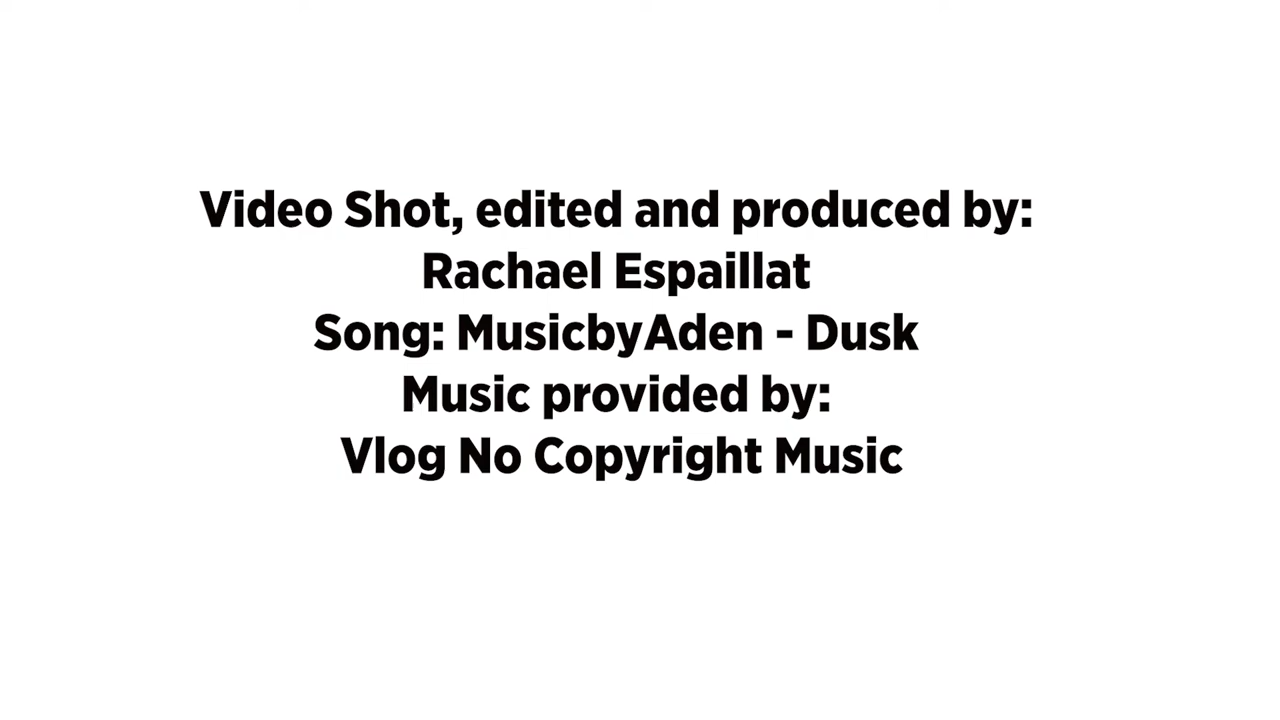 Video Shot, edited and produced by:
Rachael Espaillat
Song: MusicbyAden - Dusk
Music provided by:
Vlog No Copyright Music